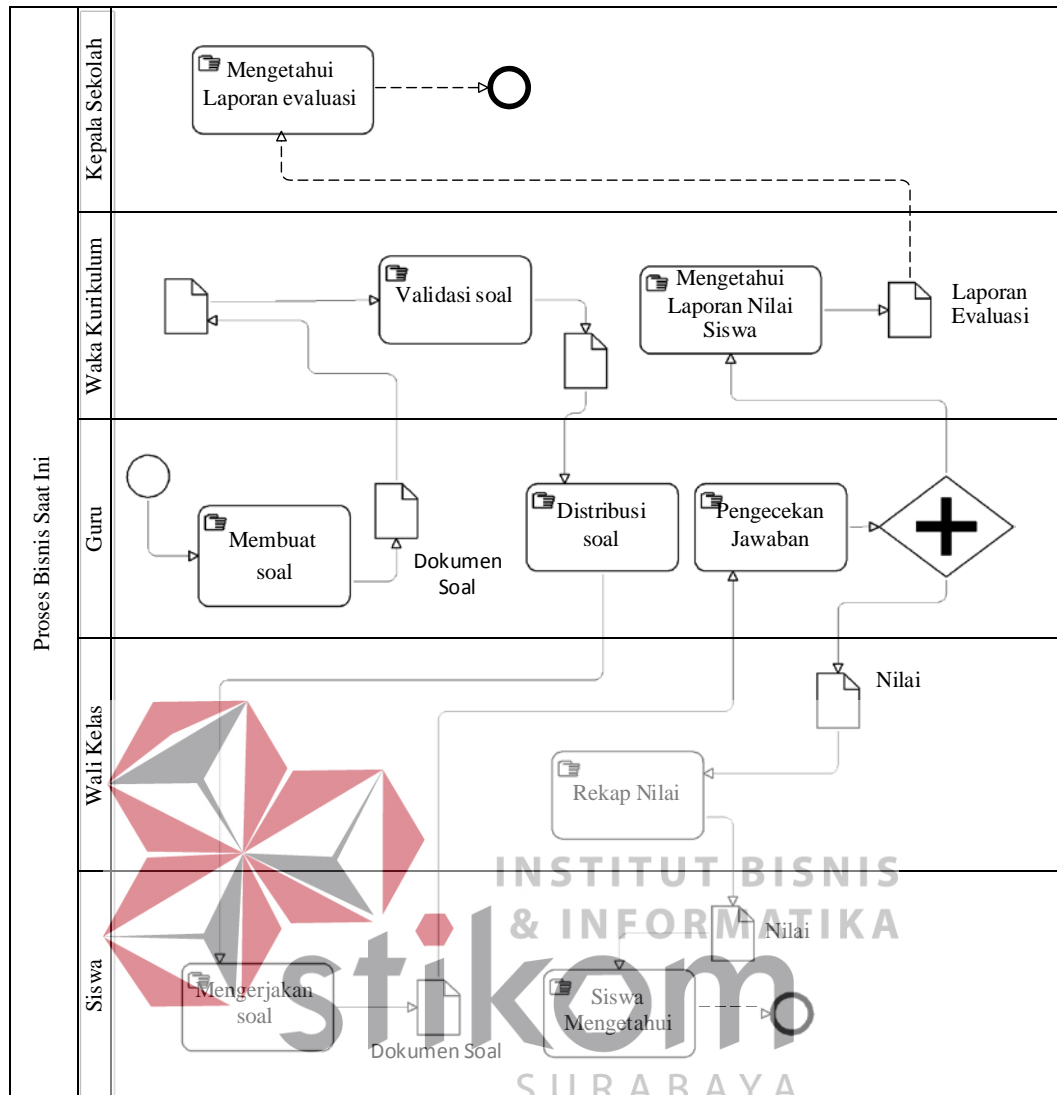 Proses Bisnis Saat Ini
Kepala Sekolah
Mengetahui
Laporan evaluasi
Waka Kurikulum
Validasi soal
Mengetahui
Laporan Nilai
Siswa
Laporan
Evaluasi
Guru
Membuat
soal
Dokumen
Soal
Distribusi
soal
Pengecekan
Jawaban
Wali Kelas
Nilai
Rekap Nilai
Siswa
Mengerjakan
soal
Dokumen Soal
Nilai
Siswa
Mengetahui
INSTITUT BISNIS
& INFORMATIKA
stikom
SURABAYA